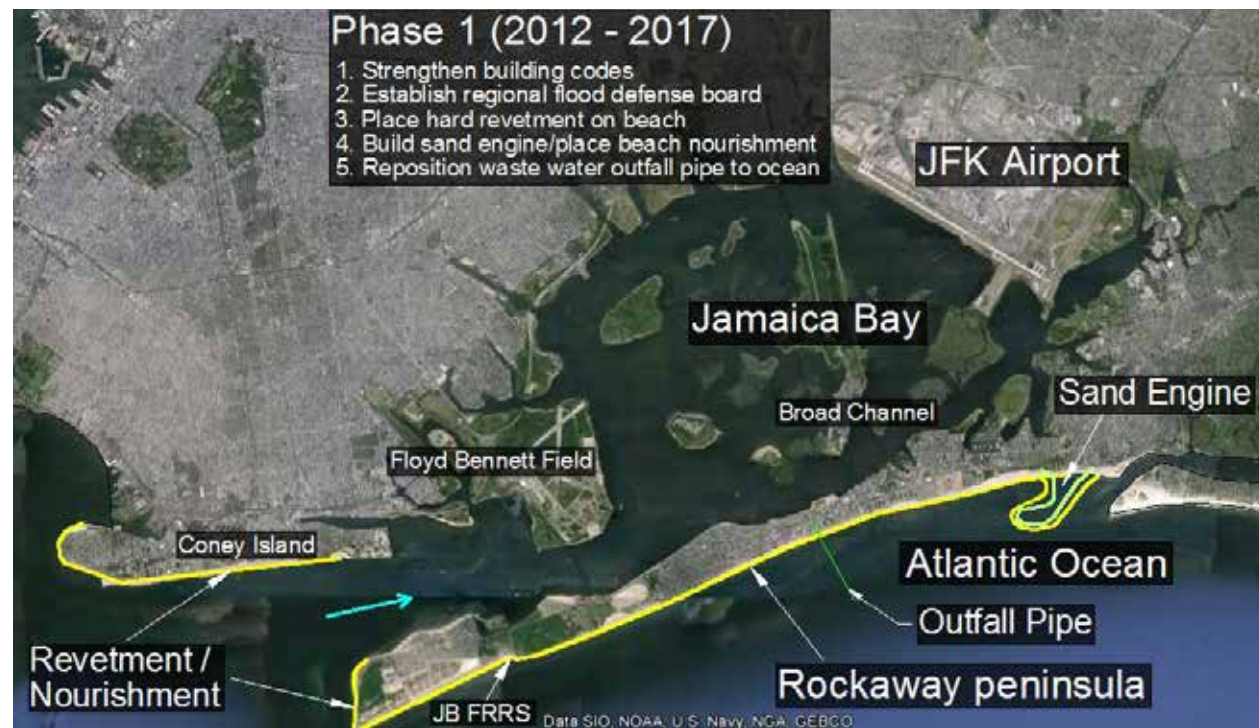 Phase 1 (2012 - 2017)
1. Strengthen building codes
2. Establish regional flood defense board
3. Place hard revetment on beach
4. Build sand engine/place beach nourishment
5. Reposition waste water outfall pipe to ocean
JFK Airport
Jamaica Bay
Sand Engine
Broad Channel
Floyd Bennett Field
Coney Island
Atlantic Ocean
Outfall Pipe
Revetment /
Nourishment
Rockaway peninsula
JB FRRS
Data SIO, NOAA, U.S. Navy, NGA, GEBCO